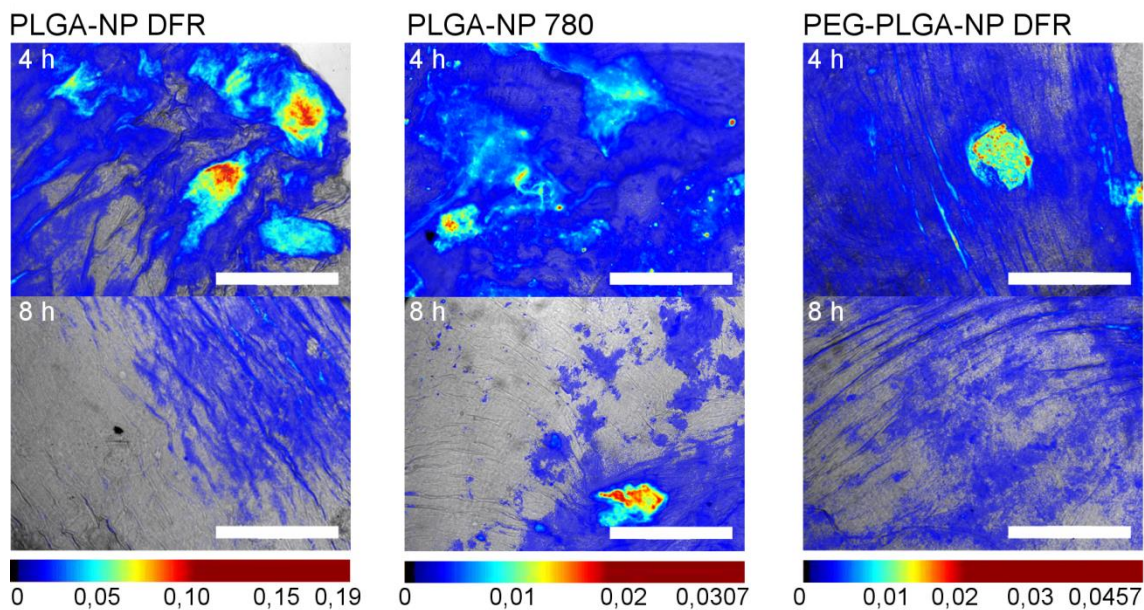 PLGA-NP DFR
PLGA-NP 780
PEG-PLGA-NP DFR
4 h
4 h
4 h
8 h
8 h
8 h
0 0,05 0,10 0,15 0,19
0 0,01 0,02 0,0307
0 0,01 0,02 0,03 0,0457